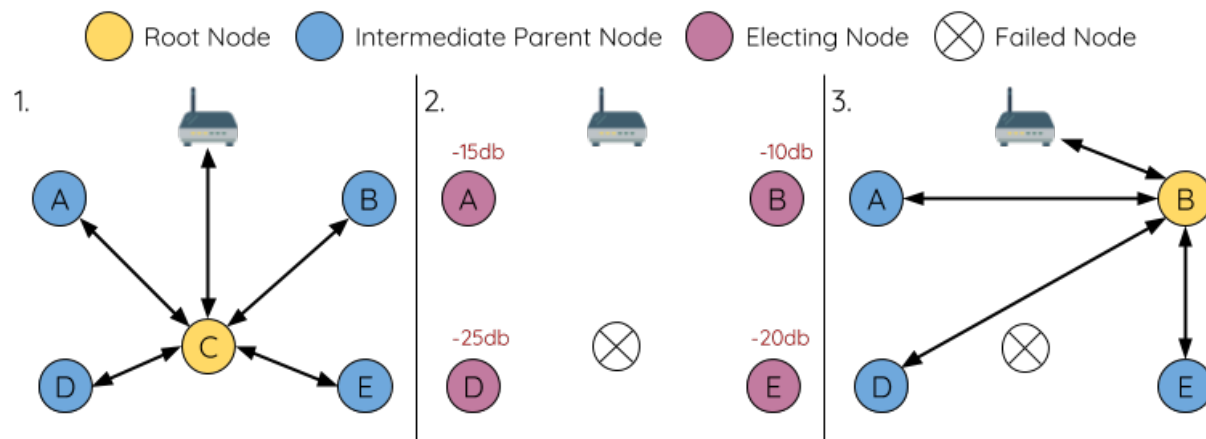 Root Node Intermediate Parent Node Electing Node Failed Node
1.
A
B
C
D
E
2.
-15db
-10db
A
B
-25db
-20db
D
E
3.
A
B
D
E